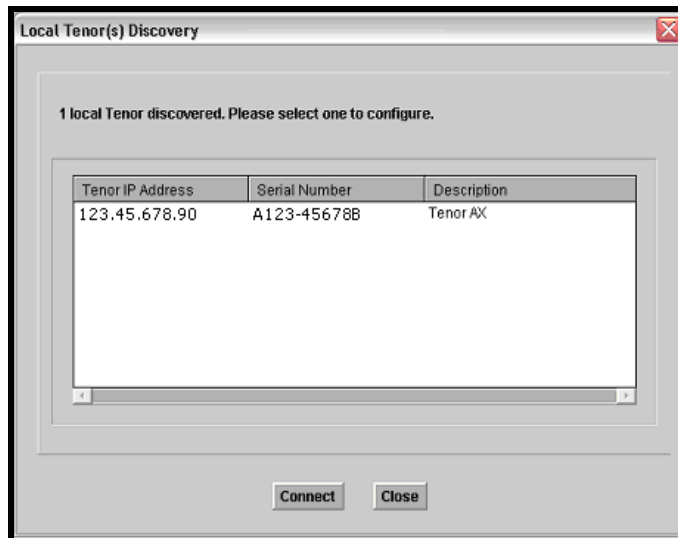 Local Tenor(s) Discovery
1 local Tenor discovered. Please select one to configure.
Tenor IP Address Serial Number Description
123.45.678.90 A123-45678B Tenor AX
Connect Close